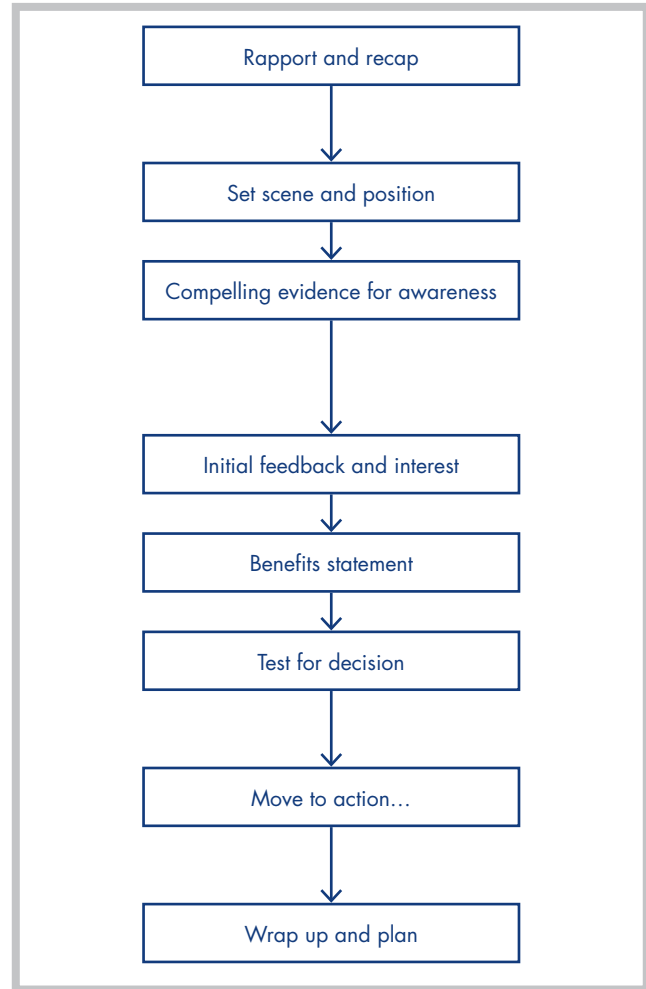 Rapport and recap
Set scene and position
Compelling evidence for awareness
Initial feedback and interest
Benefits statement
Test for decision
Move to action…
Wrap up and plan